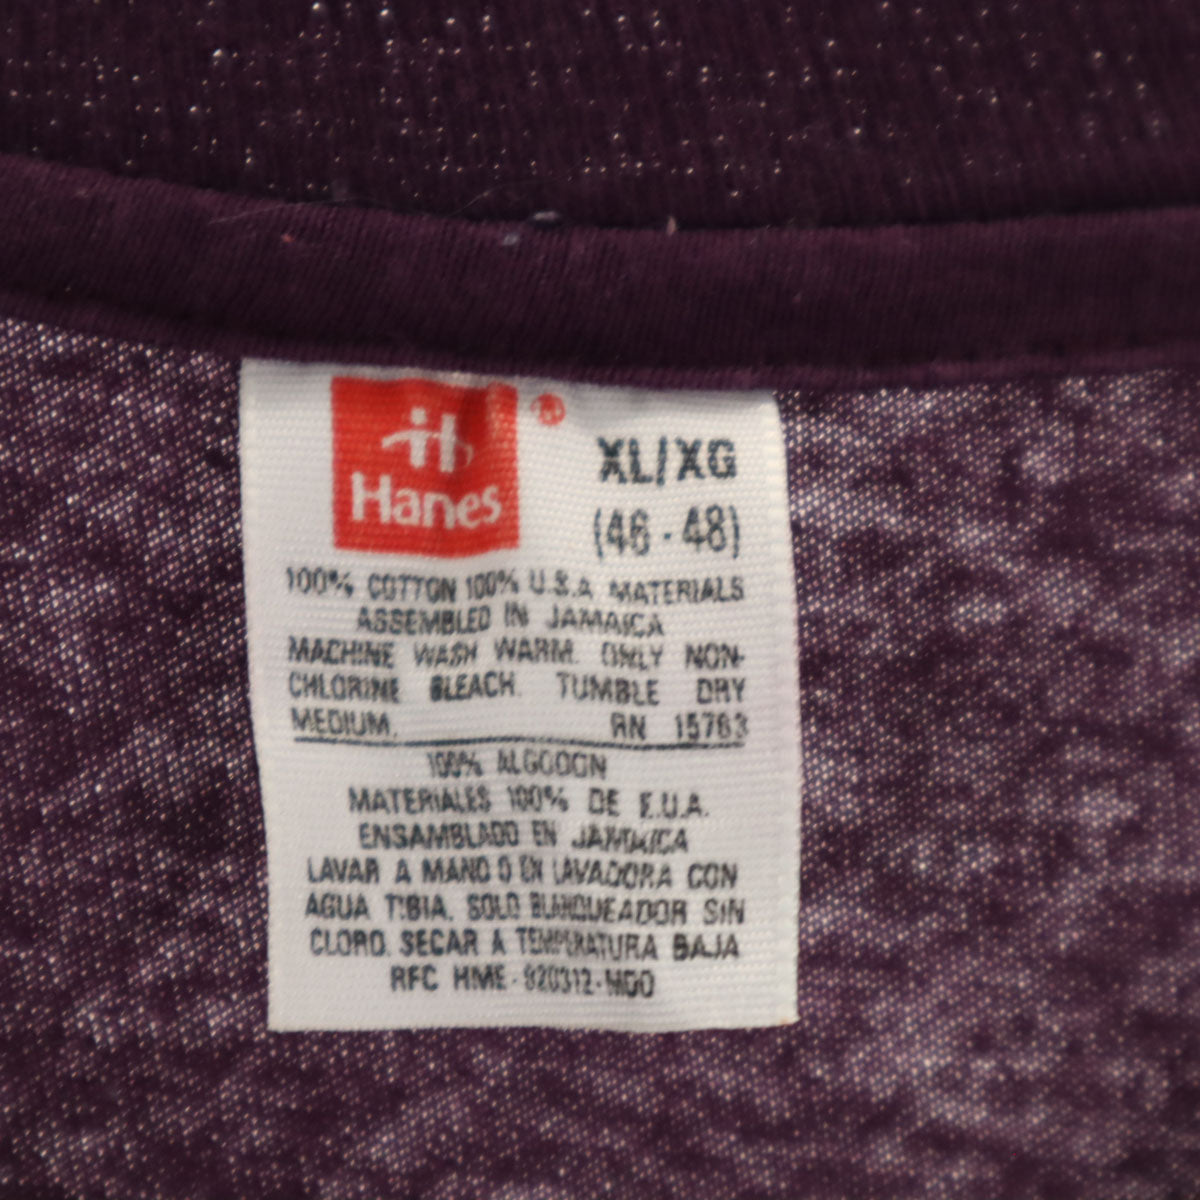 Hanes ®
XL/XG
(46 - 48)
100% COTTON 100% U.S.A. MATERIALS
ASSEMBLED IN JAMAICA
MACHINE WASH WARM. ONLY NON-
CHLORINE BLEACH. TUMBLE DRY
MEDIUM. RN 15763
100% ALGODON
MATERIALES 100% DE E.U.A.
ENSAMBLADO EN JAMAICA
LAVAR A MANO O EN LAVADORA CON
AGUA TIBIA. SOLO BLANQUEADOR SIN
CLORO. SECAR A TEMPERATURA BAJA
RFC HME-920312-